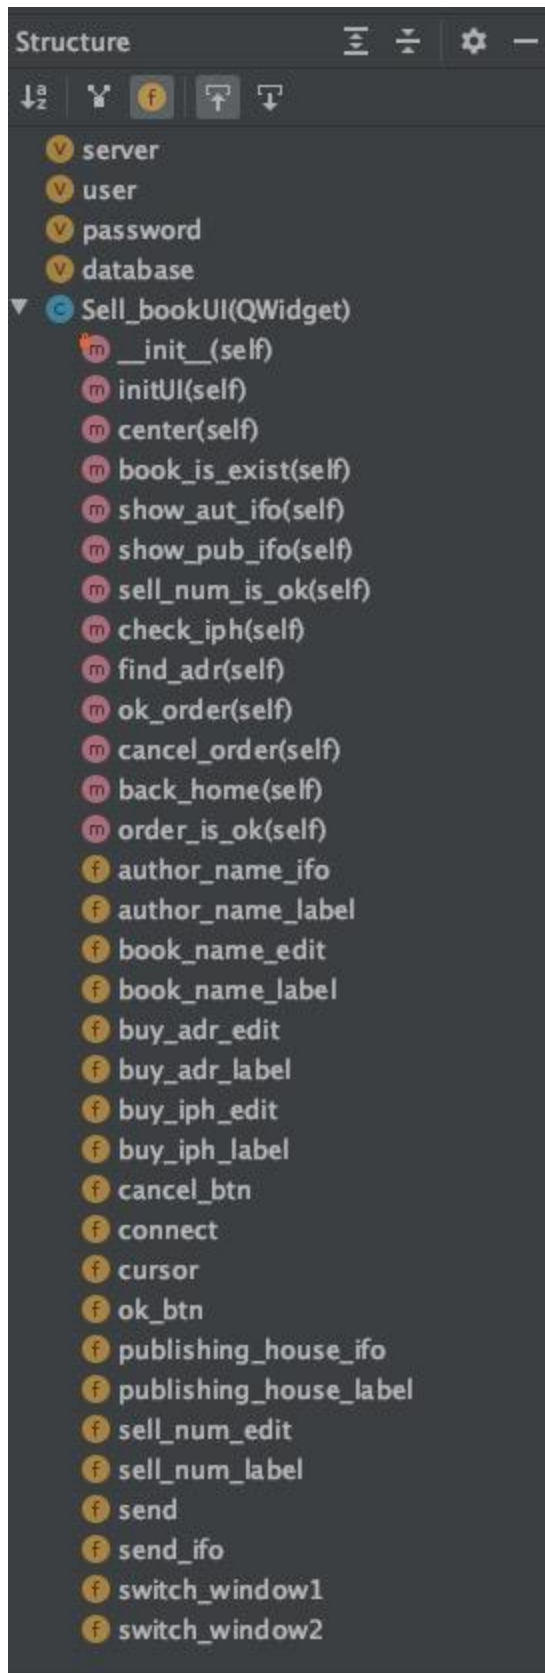 Structure
server
user
password
database
Sell_bookUI(QWidget)
__init__(self)
initUI(self)
center(self)
book_is_exist(self)
show_aut_ifo(self)
show_pub_ifo(self)
sell_num_is_ok(self)
check_iph(self)
find_adr(self)
ok_order(self)
cancel_order(self)
back_home(self)
order_is_ok(self)
author_name_ifo
author_name_label
book_name_edit
book_name_label
buy_adr_edit
buy_adr_label
buy_iph_edit
buy_iph_label
cancel_btn
connect
cursor
ok_btn
publishing_house_ifo
publishing_house_label
sell_num_edit
sell_num_label
send
send_ifo
switch_window1
switch_window2